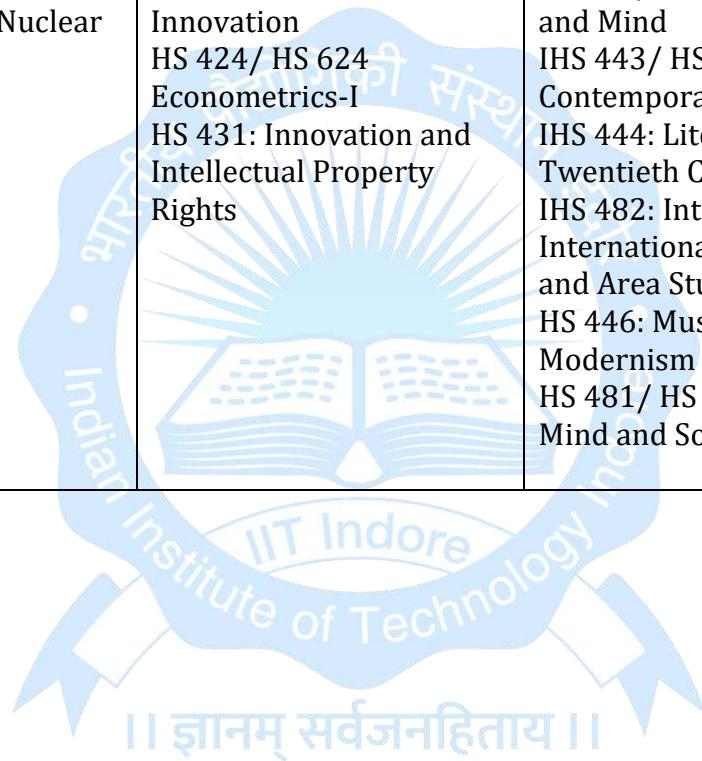 Nuclear
Innovation
HS 424/ HS 624
Econometrics-I
HS 431: Innovation and
Intellectual Property
Rights
and Mind
IHS 443/ HS
Contempora
IHS 444: Lit
Twentieth C
IHS 482: Int
Internationa
and Area Stu
HS 446: Mus
Modernism
HS 481/ HS
Mind and So
भारतीय प्रौद्योगिकी संस्थान इंदौर
Indian Institute of Technology Indore
IIT Indore
।। ज्ञानम् सर्वजनहिताय ।।